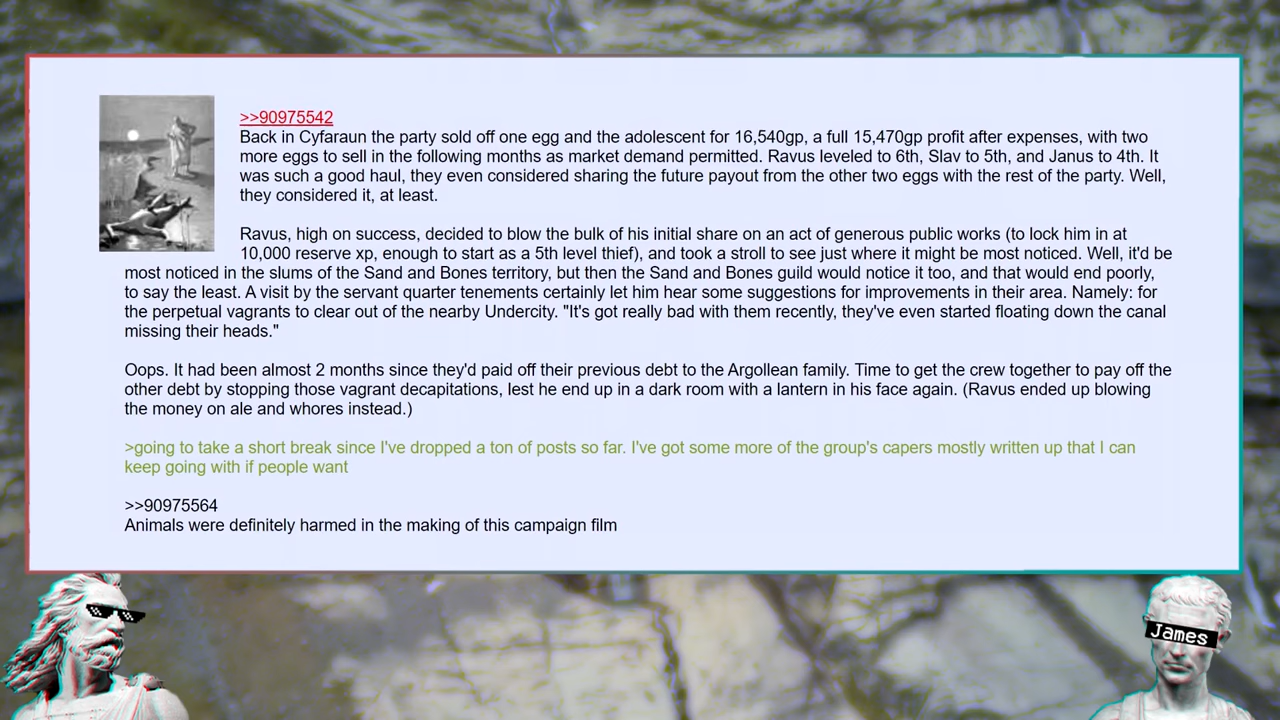 >>90975542
Back in Cyfaraun the party sold off one egg and the adolescent for 16,540gp, a full 15,470gp profit after expenses, with two
more eggs to sell in the following months as market demand permitted. Ravus leveled to 6th, Slav to 5th, and Janus to 4th. It
was such a good haul, they even considered sharing the future payout from the other two eggs with the rest of the party. Well,
they considered it, at least.
Ravus, high on success, decided to blow the bulk of his initial share on an act of generous public works (to lock him in at
10,000 reserve xp, enough to start as a 5th level thief), and took a stroll to see just where it might be most noticed. Well, it'd be
most noticed in the slums of the Sand and Bones territory, but then the Sand and Bones guild would notice it too, and that would end poorly,
to say the least. A visit by the servant quarter tenements certainly let him hear some suggestions for improvements in their area. Namely: for
the perpetual vagrants to clear out of the nearby Undercity. "It's got really bad with them recently, they've even started floating down the canal
missing their heads."
Oops. It had been almost 2 months since they'd paid off their previous debt to the Argollean family. Time to get the crew together to pay off the
other debt by stopping those vagrant decapitations, lest he end up in a dark room with a lantern in his face again. (Ravus ended up blowing
the money on ale and whores instead.)
>going to take a short break since I've dropped a ton of posts so far. I've got some more of the group's capers mostly written up that I can
keep going with if people want
>>90975564
Animals were definitely harmed in the making of this campaign film
James